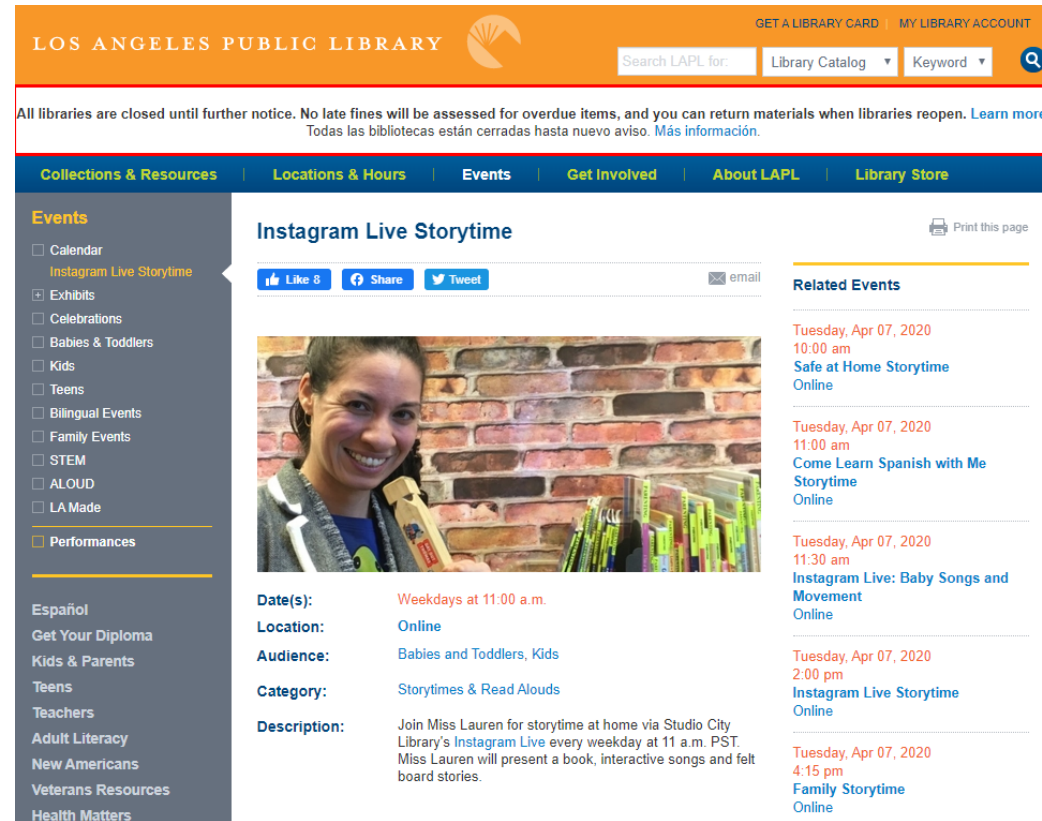 LOS ANGELES PUBLIC LIBRARY
GET A LIBRARY CARD | MY LIBRARY ACCOUNT
Search LAPL for:
Library Catalog
Keyword
All libraries are closed until further notice. No late fines will be assessed for overdue items, and you can return materials when libraries reopen. Learn more
Todas las bibliotecas están cerradas hasta nuevo aviso. Más información.
Collections & Resources | Locations & Hours | Events | Get Involved | About LAPL | Library Store
Events
Calendar
Instagram Live Storytime
Exhibits
Celebrations
Babies & Toddlers
Kids
Teens
Bilingual Events
Family Events
STEM
ALOUD
LA Made
Performances
Español
Get Your Diploma
Kids & Parents
Teens
Teachers
Adult Literacy
New Americans
Veterans Resources
Health Matters
Instagram Live Storytime
Print this page
Like 8
Share
Tweet
email
Date(s): Weekdays at 11:00 a.m.
Location: Online
Audience: Babies and Toddlers, Kids
Category: Storytimes & Read Alouds
Description: Join Miss Lauren for storytime at home via Studio City
Library's Instagram Live every weekday at 11 a.m. PST.
Miss Lauren will present a book, interactive songs and felt
board stories.
Related Events
Tuesday, Apr 07, 2020
10:00 am
Safe at Home Storytime
Online
Tuesday, Apr 07, 2020
11:00 am
Come Learn Spanish with Me
Storytime
Online
Tuesday, Apr 07, 2020
11:30 am
Instagram Live: Baby Songs and
Movement
Online
Tuesday, Apr 07, 2020
2:00 pm
Instagram Live Storytime
Online
Tuesday, Apr 07, 2020
4:15 pm
Family Storytime
Online